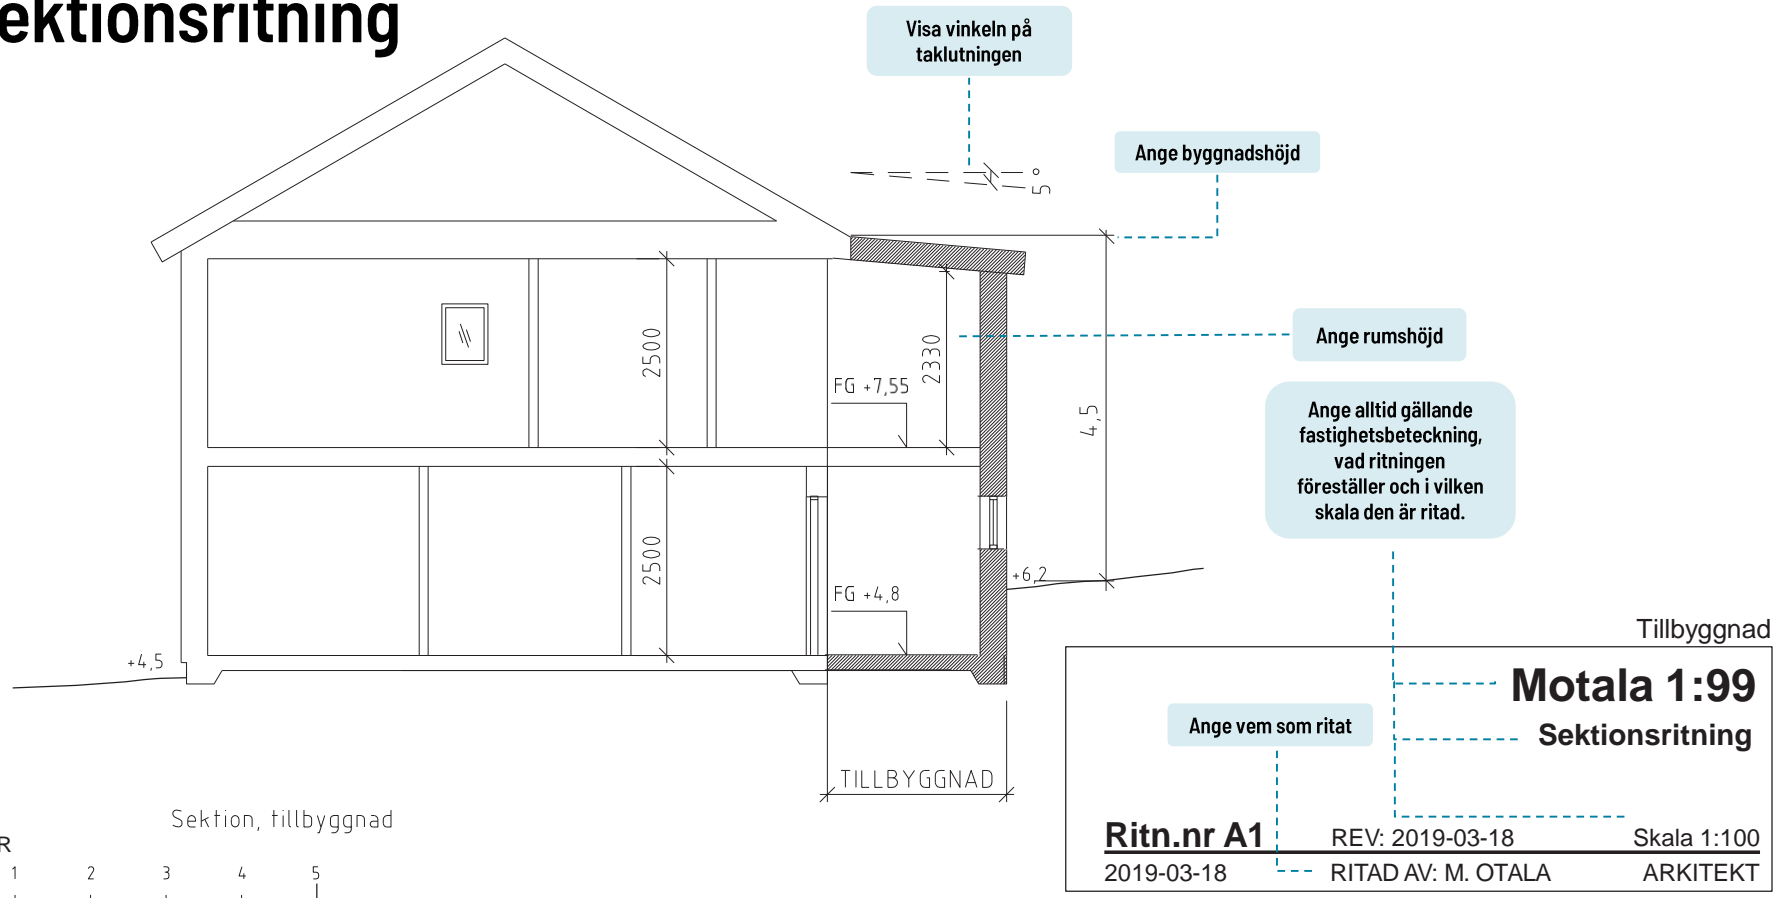 ektionsritning
Visa vinkeln på
taklutningen
Ange byggnadshöjd
5°
2500
2330
Ange rumshöjd
FG +7,55
4,5
Ange alltid gällande
fastighetsbeteckning,
vad ritningen
föreställer och i vilken
skala den är ritad.
2500
FG +4,8
+6,2
+4,5
Tillbyggnad
Motala 1:99
Ange vem som ritat
Sektionsritning
TILLBYGGNAD
Sektion, tillbyggnad
Ritn.nr A1
REV: 2019-03-18
Skala 1:100
2019-03-18
RITAD AV: M. OTALA
ARKITEKT
R
1 2 3 4 5